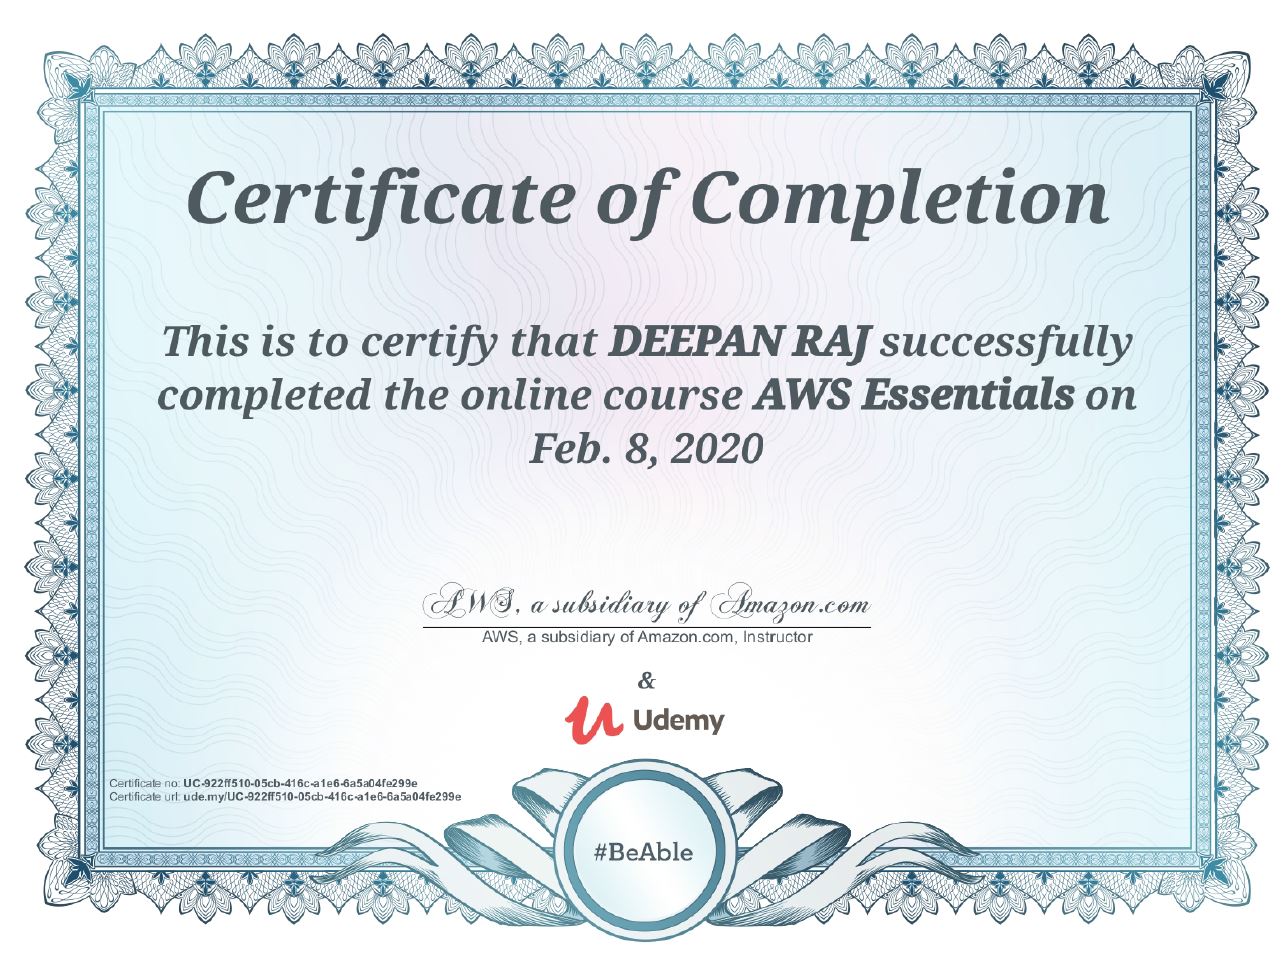 Certificate of Completion
This is to certify that DEEPAN RAJ successfully
completed the online course AWS Essentials on
Feb. 8, 2020
AWS, a subsidiary of Amazon.com
AWS, a subsidiary of Amazon.com, Instructor
&
Udemy
Certificate no: UC-922ff510-05cb-416c-a1e6-6a5a04fe299e
Certificate url: ude.my/UC-922ff510-05cb-416c-a1e6-6a5a04fe299e
#BeAble